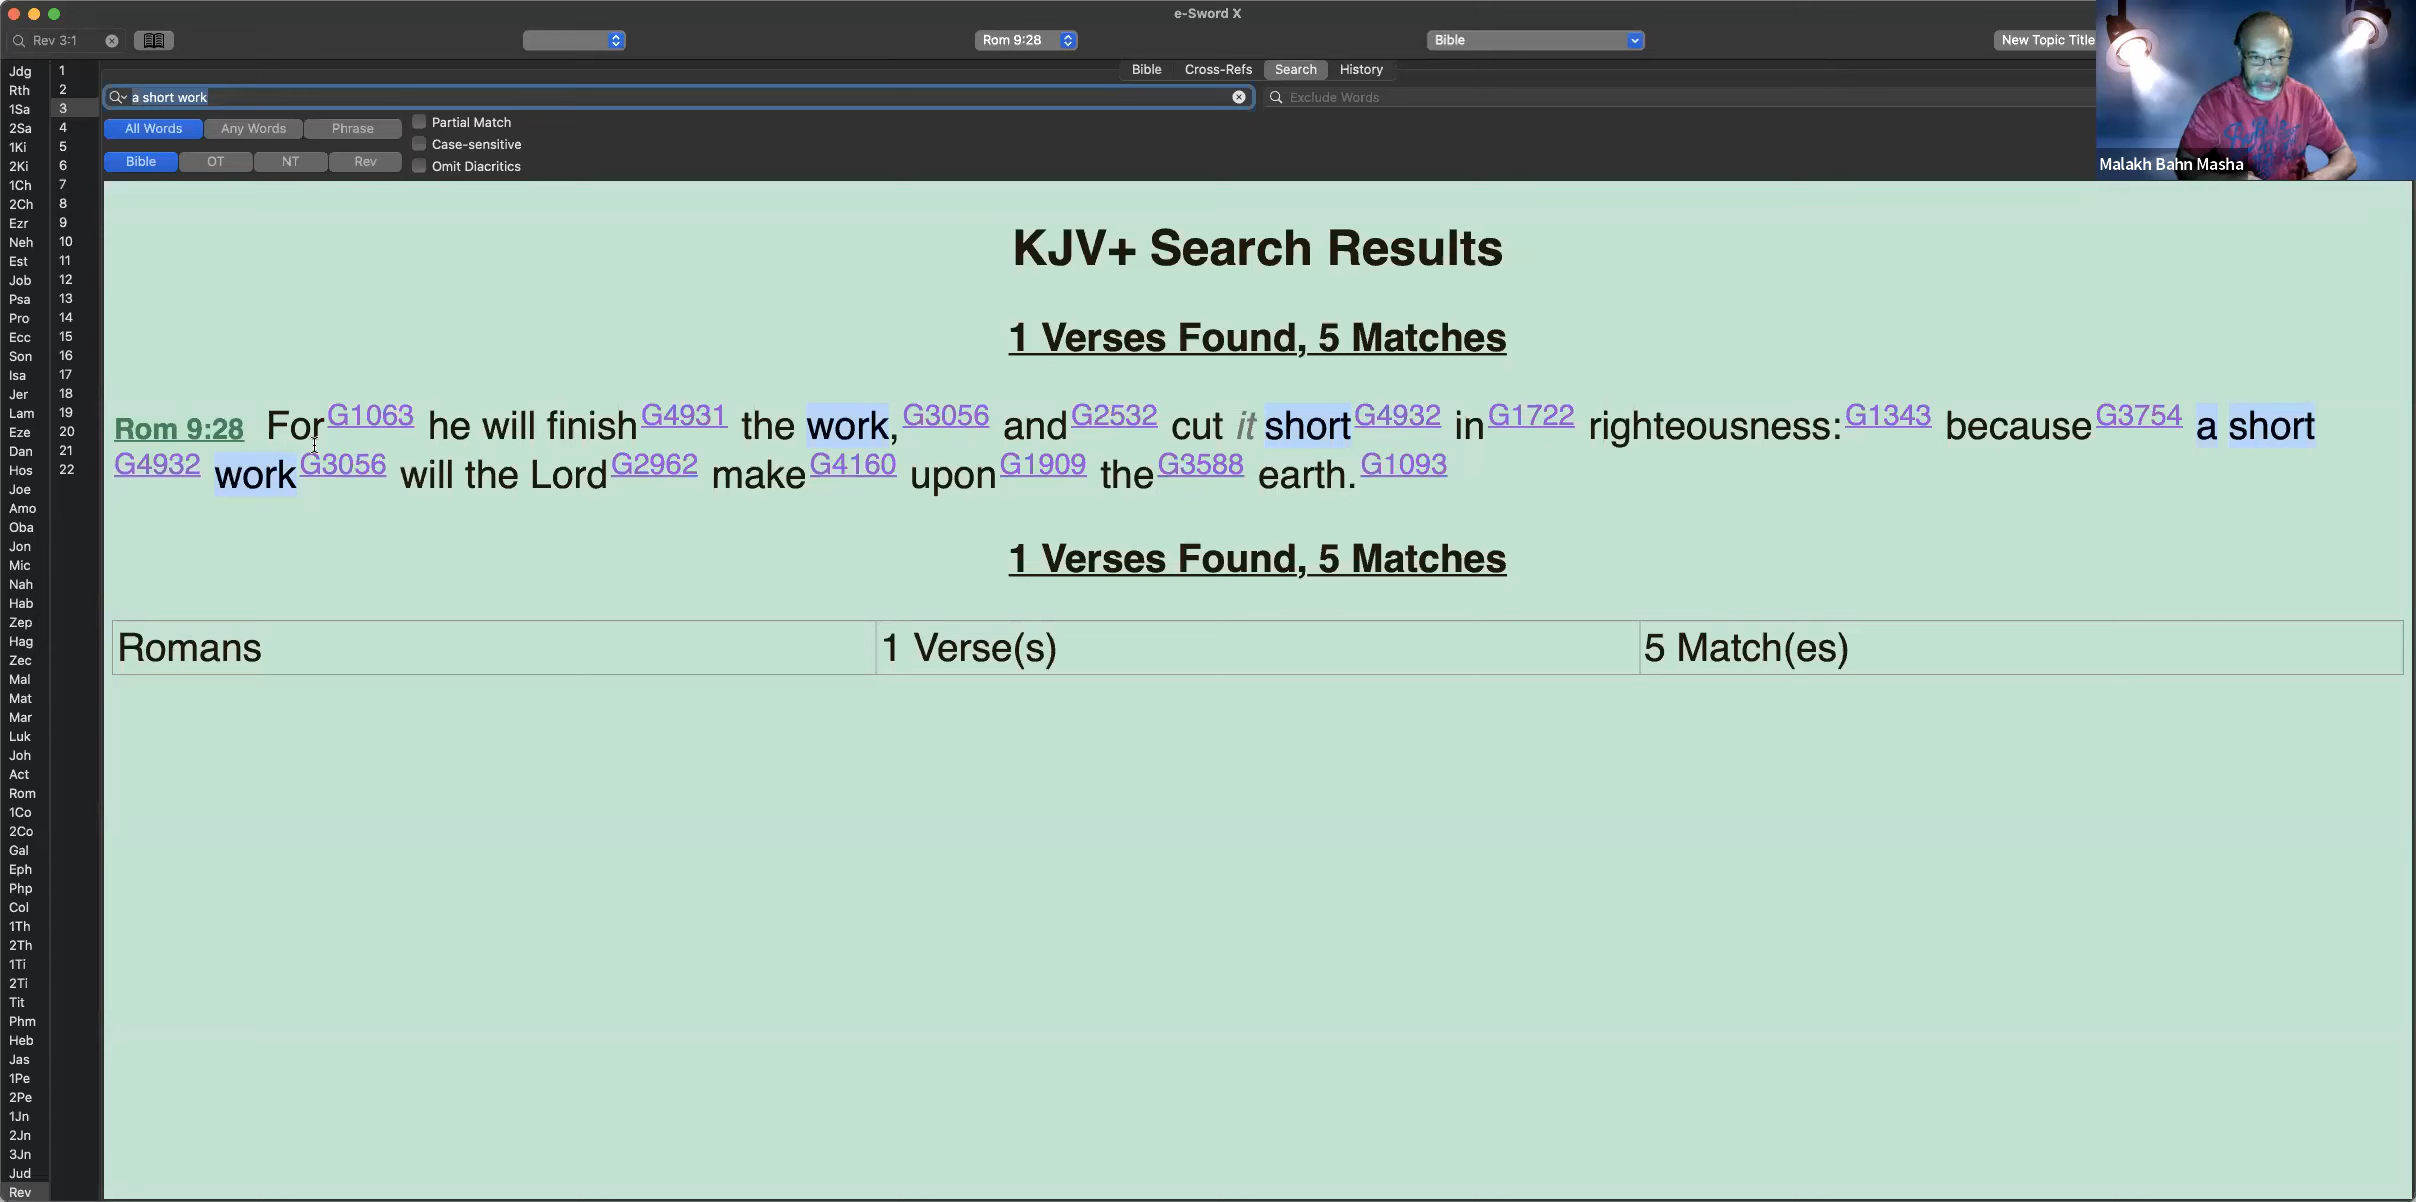 e-Sword X
Rev 3:1
Rom 9:28
Bible
New Topic Title
Bible Cross-Refs Search History
a short work
Exclude Words
All Words Any Words Phrase
Partial Match
Case-sensitive
Bible OT NT Rev
Omit Diacritics
Malakh Bahn Masha
Jdg 1
Rth 2
1Sa 3
2Sa 4
1Ki 5
2Ki 6
1Ch 7
2Ch 8
Ezr 9
Neh 10
Est 11
Job 12
Psa 13
Pro 14
Ecc 15
Son 16
Isa 17
Jer 18
Lam 19
Eze 20
Dan 21
Hos 22
Joe
Amo
Oba
Jon
Mic
Nah
Hab
Zep
Hag
Zec
Mal
Mat
Mar
Luk
Joh
Act
Rom
1Co
2Co
Gal
Eph
Php
Col
1Th
2Th
1Ti
2Ti
Tit
Phm
Heb
Jas
1Pe
2Pe
1Jn
2Jn
3Jn
Jud
Rev
KJV+ Search Results
1 Verses Found, 5 Matches
Rom 9:28 For G1063 he will finish G4931 the work, G3056 and G2532 cut it short G4932 in G1722 righteousness: G1343 because G3754 a short
G4932 work G3056 will the Lord G2962 make G4160 upon G1909 the G3588 earth. G1093
1 Verses Found, 5 Matches
Romans 1 Verse(s) 5 Match(es)